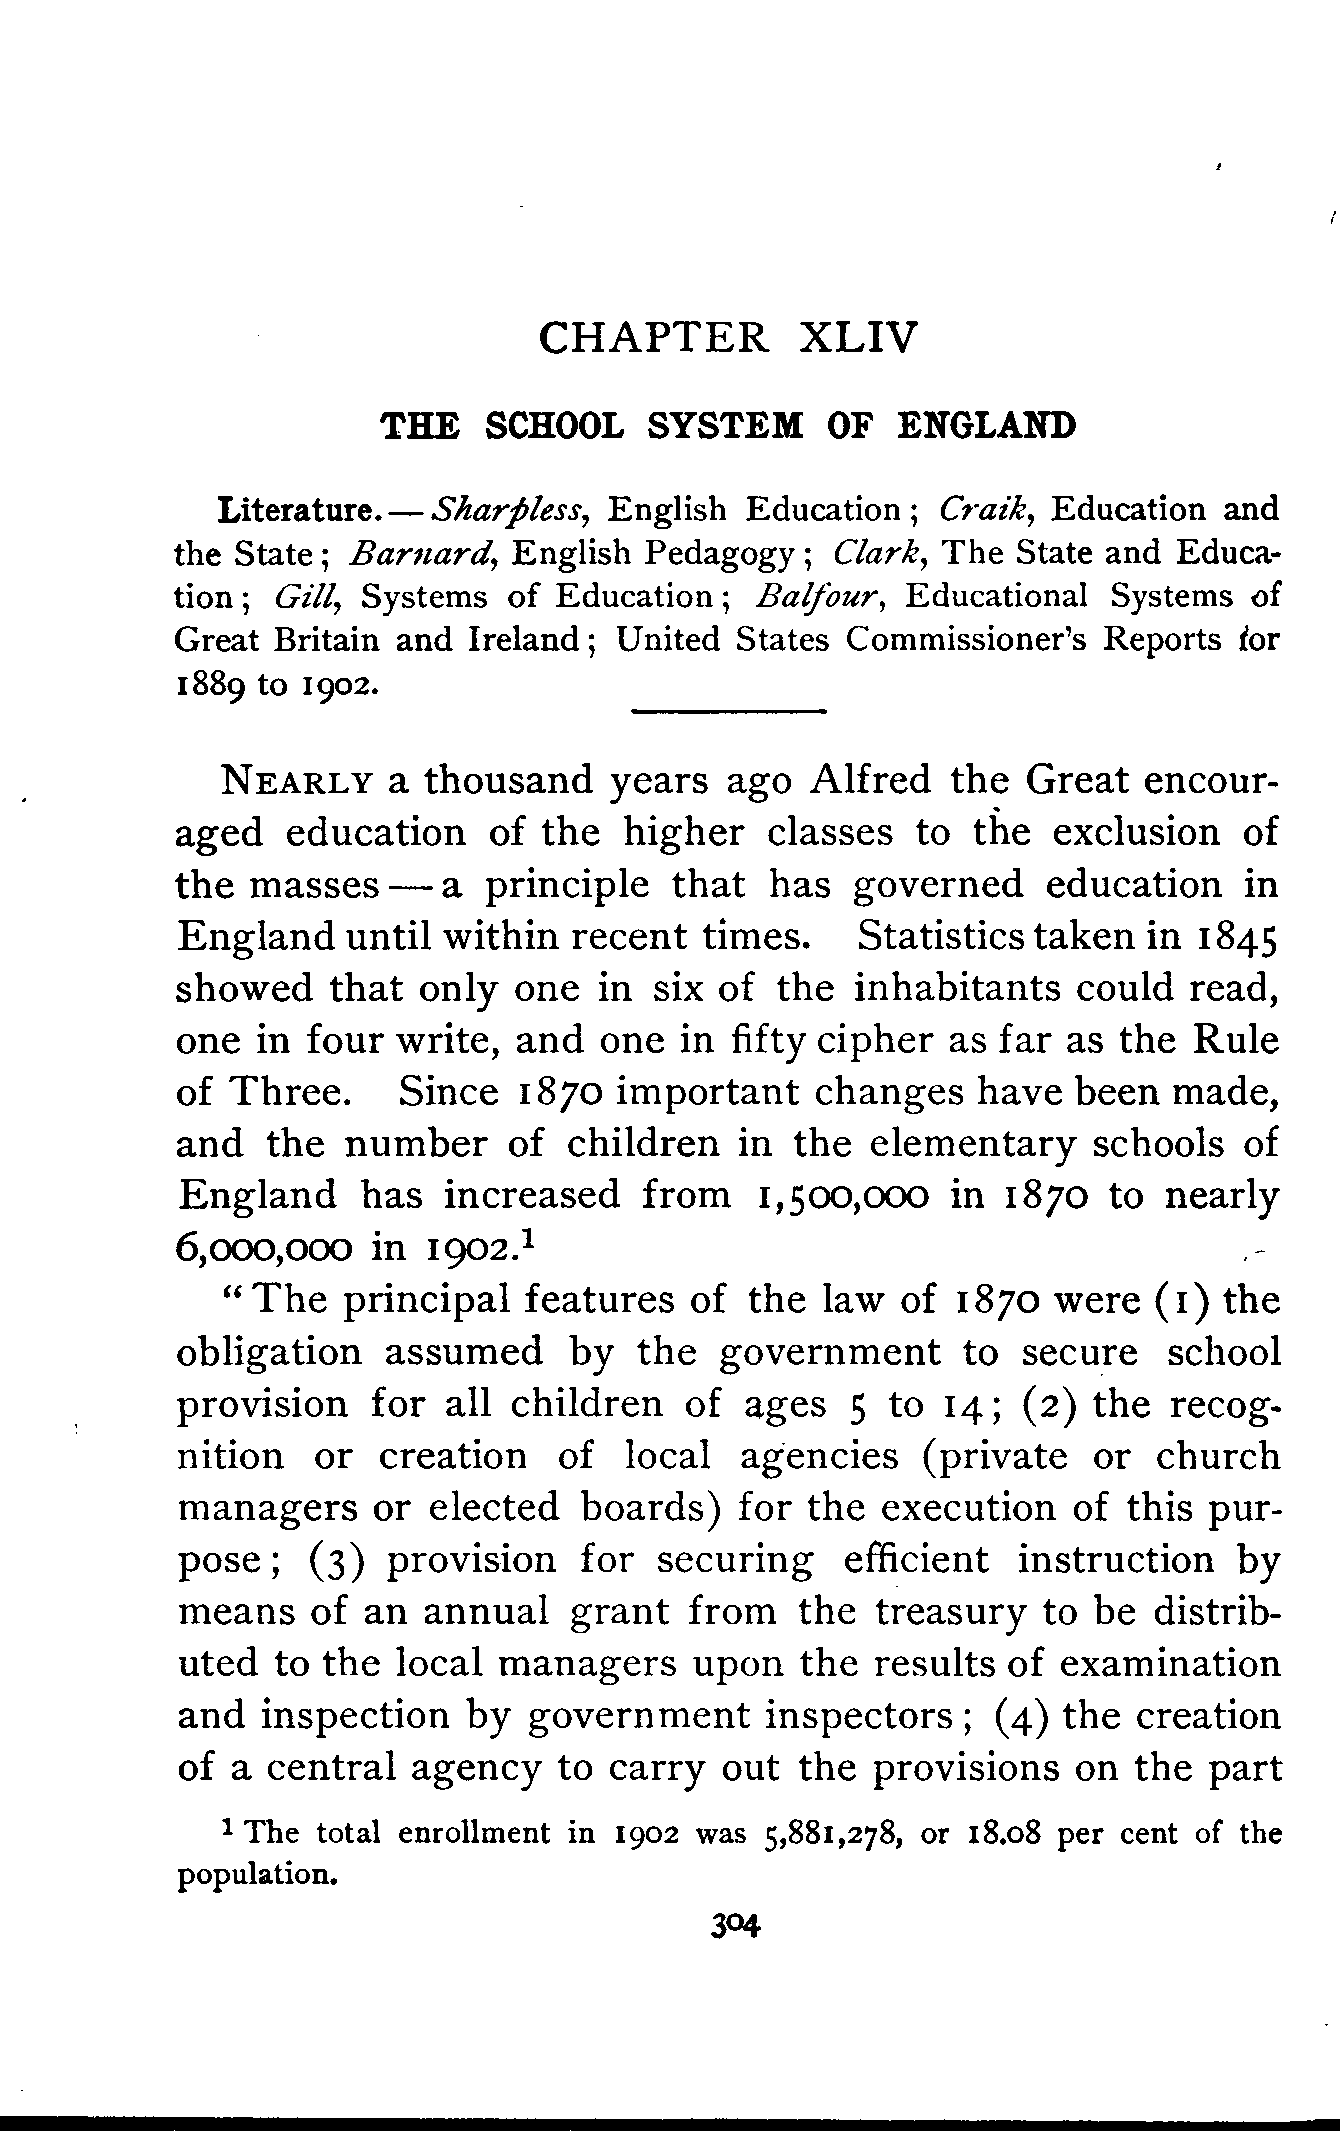 CHAPTER XLIV
THE SCHOOL SYSTEM OF ENGLAND
Literature.—Sharpless, English Education; Craik, Education and
the State; Barnard, English Pedagogy; Clark, The State and Educa-
tion; Gill, Systems of Education; Balfour, Educational Systems of
Great Britain and Ireland; United States Commissioner's Reports for
1889 to 1902.
NEARLY a thousand years ago Alfred the Great encour-
aged education of the higher classes to the exclusion of
the masses — a principle that has governed education in
England until within recent times. Statistics taken in 1845
showed that only one in six of the inhabitants could read,
one in four write, and one in fifty cipher as far as the Rule
of Three. Since 1870 important changes have been made,
and the number of children in the elementary schools of
England has increased from 1,500,000 in 1870 to nearly
6,000,000 in 1902.¹
"The principal features of the law of 1870 were (1) the
obligation assumed by the government to secure school
provision for all children of ages 5 to 14; (2) the recog-
nition or creation of local agencies (private or church
managers or elected boards) for the execution of this pur-
pose; (3) provision for securing efficient instruction by
means of an annual grant from the treasury to be distrib-
uted to the local managers upon the results of examination
and inspection by government inspectors; (4) the creation
of a central agency to carry out the provisions on the part
¹ The total enrollment in 1902 was 5,881,278, or 18.08 per cent of the
population.
304